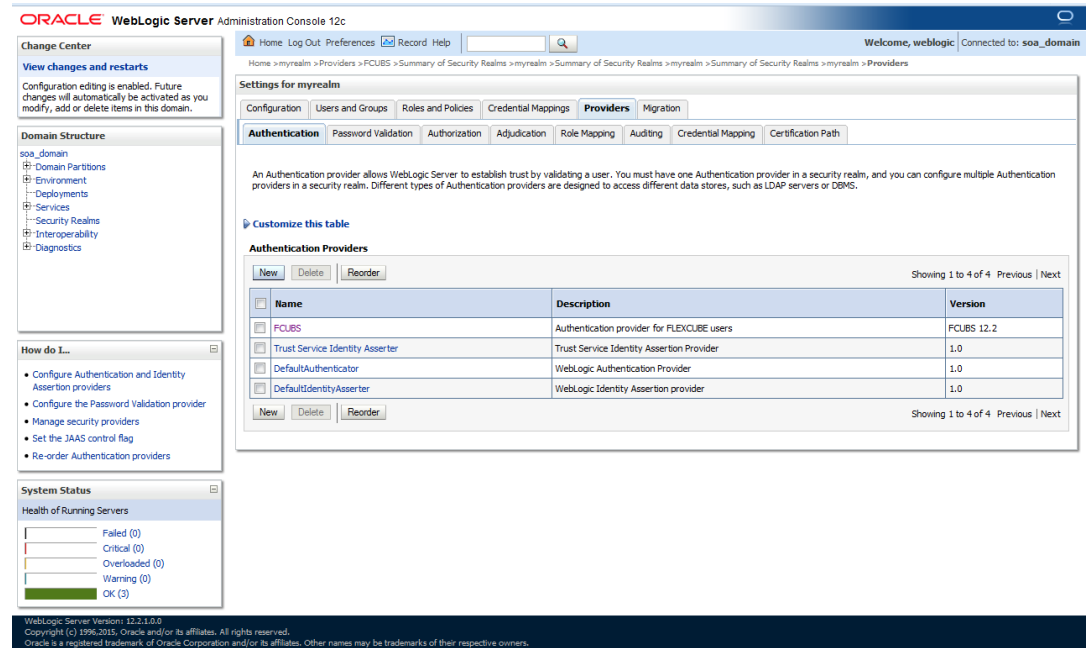 ORACLE WebLogic Server Administration Console 12c
Change Center
View changes and restarts
Configuration editing is enabled. Future
changes will automatically be activated as you
modify, add or delete items in this domain.
Domain Structure
soa_domain
Domain Partitions
Environment
Deployments
Services
Security Realms
Interoperability
Diagnostics
How do I...
Configure Authentication and Identity
Assertion providers
Configure the Password Validation provider
Manage security providers
Set the JAAS control flag
Re-order Authentication providers
System Status
Health of Running Servers
Failed (0)
Critical (0)
Overloaded (0)
Warning (0)
OK (3)
Home Log Out Preferences Record Help
Welcome, weblogic Connected to: soa_domain
Home >myrealm >Providers >FCUBS >Summary of Security Realms >myrealm >Summary of Security Realms >myrealm >Summary of Security Realms >myrealm >Providers
Settings for myrealm
Configuration Users and Groups Roles and Policies Credential Mappings Providers Migration
Authentication Password Validation Authorization Adjudication Role Mapping Auditing Credential Mapping Certification Path
An Authentication provider allows WebLogic Server to establish trust by validating a user. You must have one Authentication provider in a security realm, and you can configure multiple Authentication
providers in a security realm. Different types of Authentication providers are designed to access different data stores, such as LDAP servers or DBMS.
Customize this table
Authentication Providers
New Delete Reorder Showing 1 to 4 of 4 Previous | Next
Name Description Version
FCUBS Authentication provider for FLEXCUBE users FCUBS 12.2
Trust Service Identity Asserter Trust Service Identity Assertion Provider 1.0
DefaultAuthenticator WebLogic Authentication Provider 1.0
DefaultIdentityAsserter WebLogic Identity Assertion provider 1.0
New Delete Reorder Showing 1 to 4 of 4 Previous | Next
WebLogic Server Version: 12.2.1.0.0
Copyright (c) 1996,2015, Oracle and/or its affiliates. All rights reserved.
Oracle is a registered trademark of Oracle Corporation and/or its affiliates. Other names may be trademarks of their respective owners.